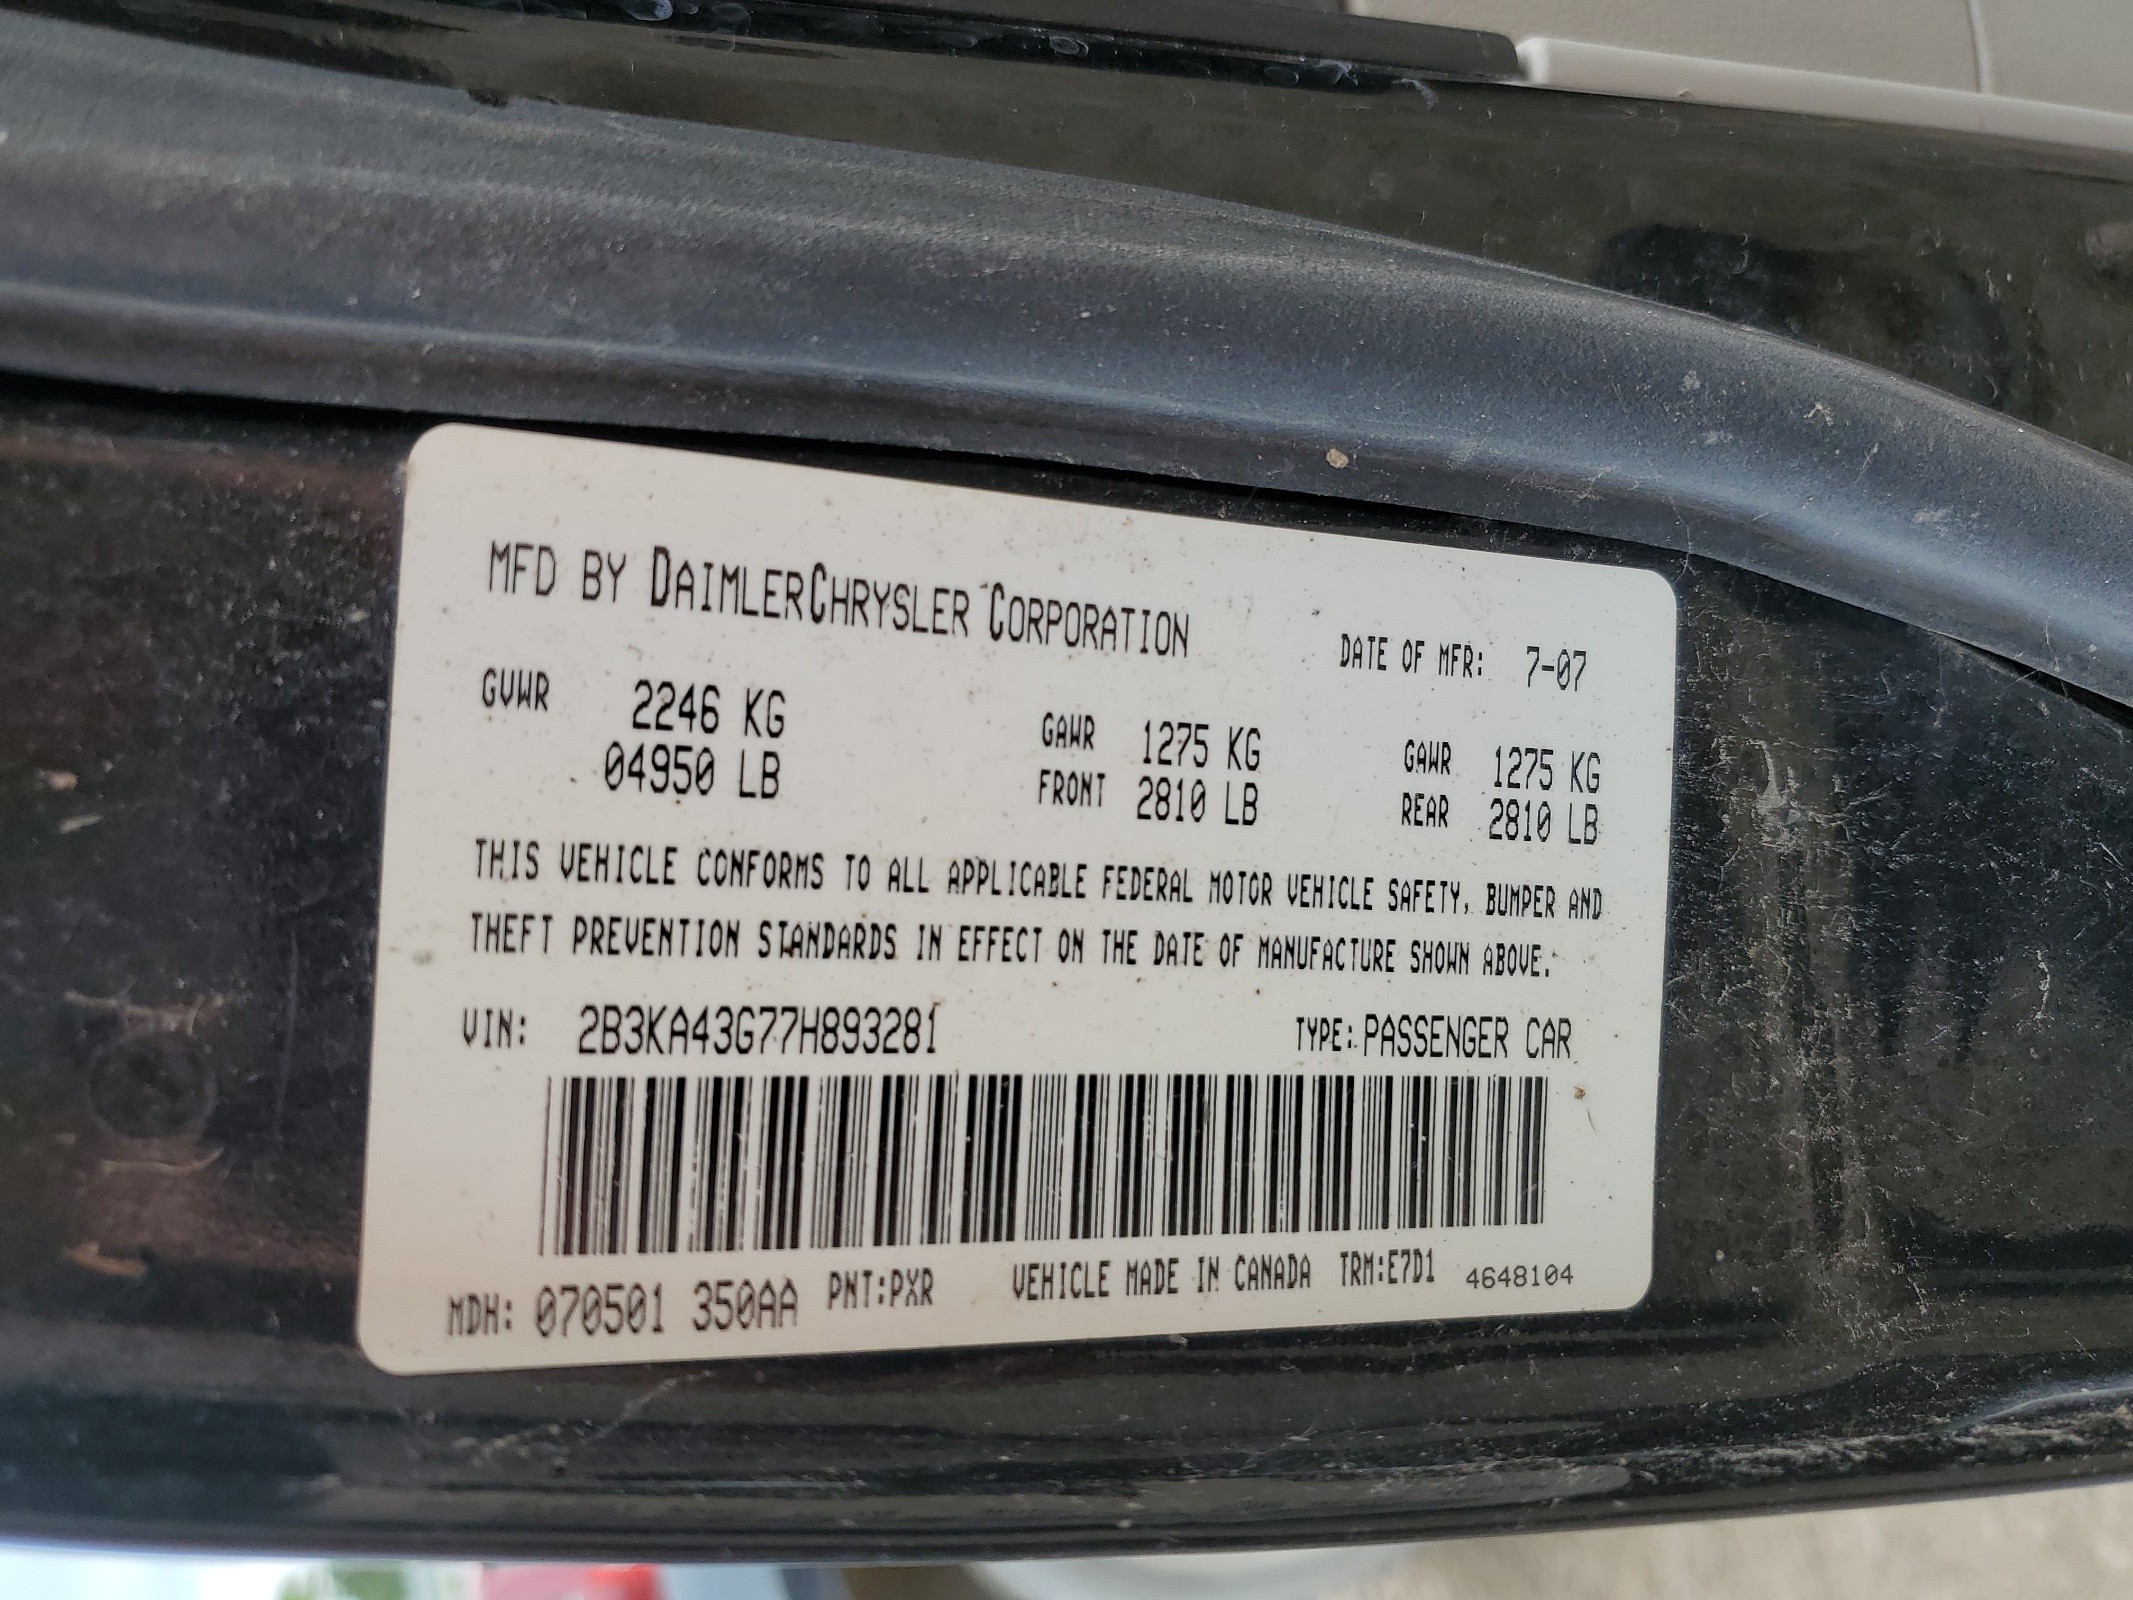 MFD BY DAIMLERCHRYSLER CORPORATION DATE OF MFR: 7-07
GVWR 2246 KG GAWR 1275 KG GAWR 1275 KG
04950 LB FRONT 2810 LB REAR 2810 LB
THIS VEHICLE CONFORMS TO ALL APPLICABLE FEDERAL MOTOR VEHICLE SAFETY, BUMPER AND
THEFT PREVENTION STANDARDS IN EFFECT ON THE DATE OF MANUFACTURE SHOWN ABOVE.
VIN: 2B3KA43G77H893281 TYPE: PASSENGER CAR
MDH: 070501 350AA PNT:PXR VEHICLE MADE IN CANADA TRM:E7D1 4648104